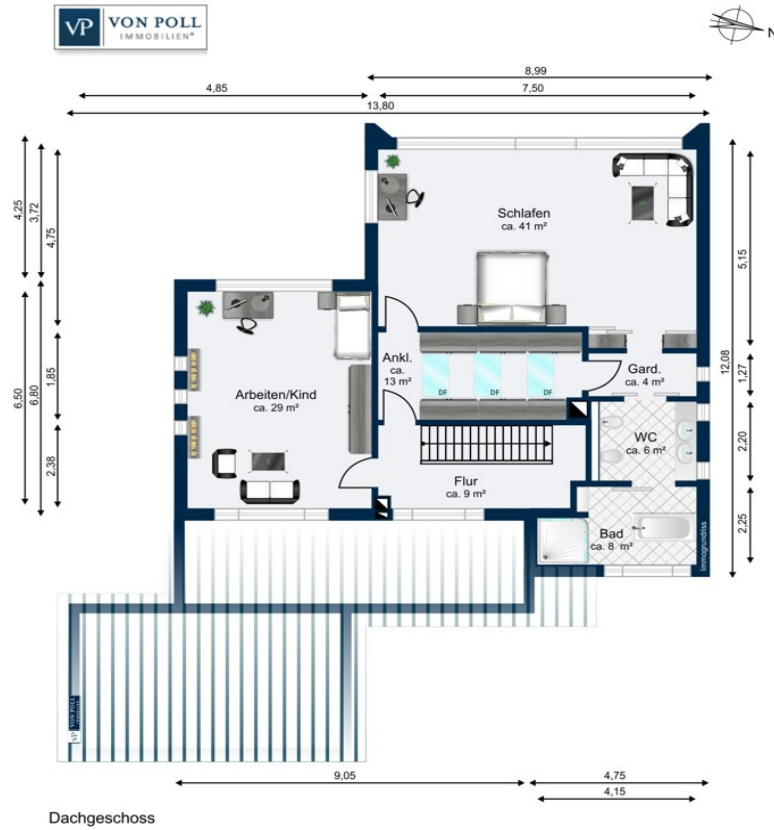 VP VON POLL
IMMOBILIEN®
N
8,99
4,85
7,50
13,80
4,25
3,72
4,75
Schlafen
ca. 41 m²
5,15
12,08
6,50
6,80
1,85
2,38
Arbeiten/Kind
ca. 29 m²
Ankl.
ca.
13 m²
DF
DF
DF
Gard.
ca. 4 m²
1,27
WC
ca. 6 m²
2,20
Flur
ca. 9 m²
Bad
ca. 8 m²
2,25
Immogrundriss
VP VON POLL
IMMOBILIEN
9,05
4,75
4,15
Dachgeschoss